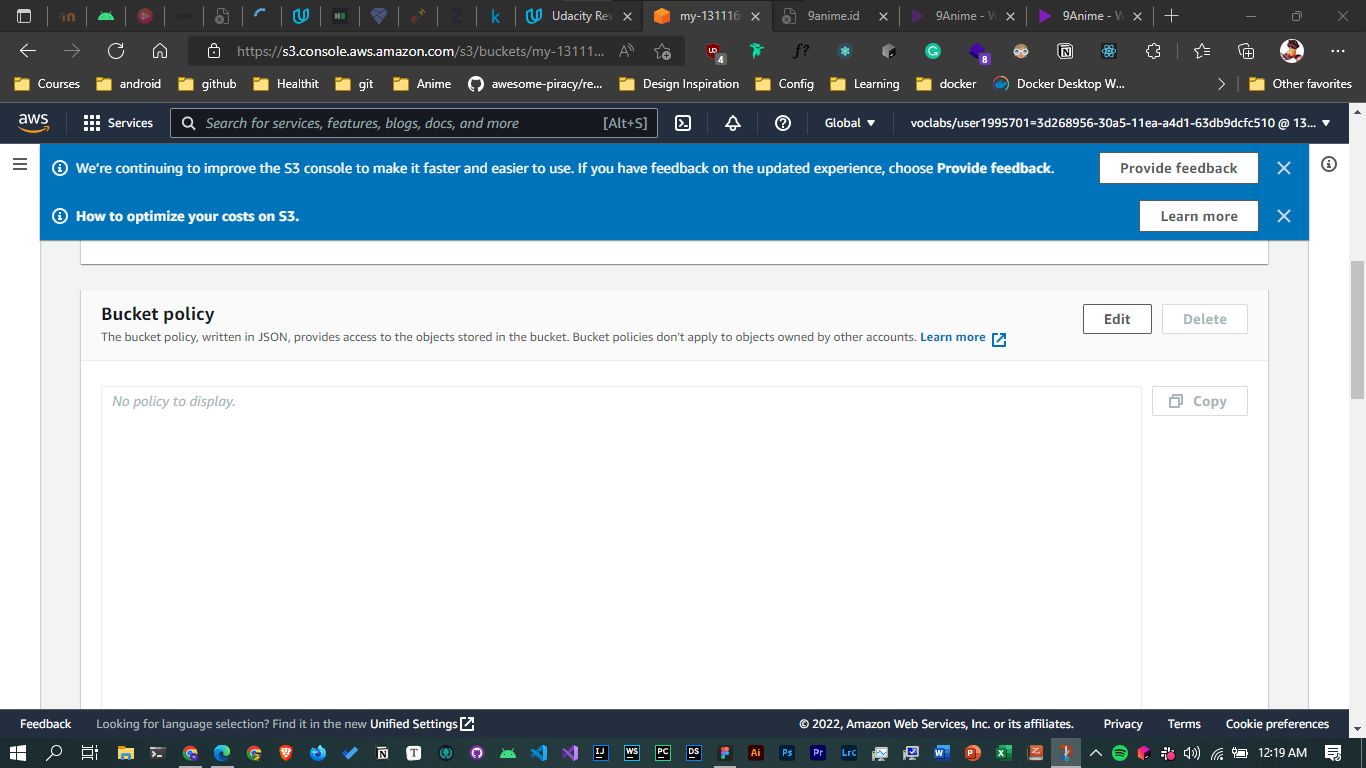 Udacity Rev
my-131116
9anime.id
9Anime - W
9Anime - W
https://s3.console.aws.amazon.com/s3/buckets/my-13111...
4
f?
8
Courses android github Healthit git Anime awesome-piracy/re... Design Inspiration Config Learning docker Docker Desktop W... Other favorites
aws Services Search for services, features, blogs, docs, and more [Alt+S] Global voclabs/user1995701=3d268956-30a5-11ea-a4d1-63db9dcfc510 @ 13...
We're continuing to improve the S3 console to make it faster and easier to use. If you have feedback on the updated experience, choose Provide feedback. Provide feedback
How to optimize your costs on S3. Learn more
Bucket policy
Edit Delete
The bucket policy, written in JSON, provides access to the objects stored in the bucket. Bucket policies don't apply to objects owned by other accounts. Learn more
No policy to display.
Copy
Feedback Looking for language selection? Find it in the new Unified Settings © 2022, Amazon Web Services, Inc. or its affiliates. Privacy Terms Cookie preferences
12:19 AM